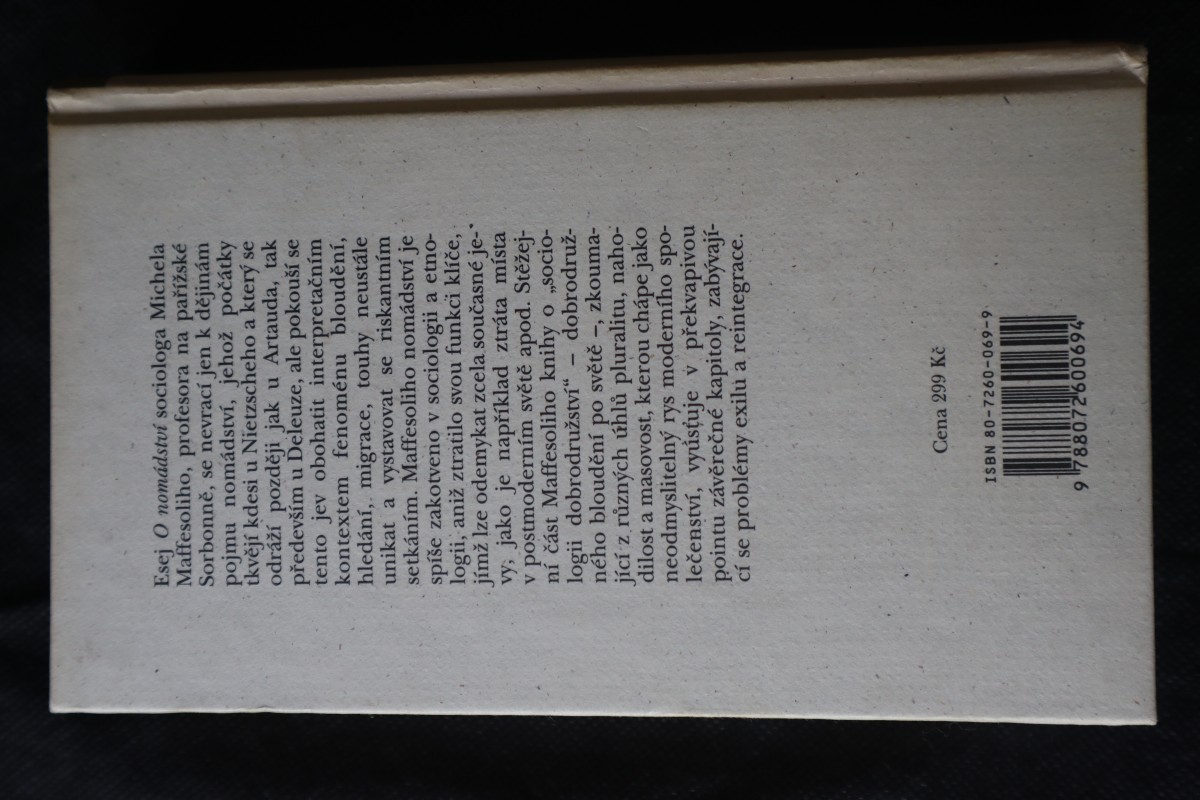 Esej O nomádství sociologa Michela
Maffesoliho, profesora na pařížské
Sorbonně, se nevrací jen k dějinám
pojmu nomádství, jehož počátky
tkvějí kdesi u Nietzscheho a který se
odráží později jak u Artauda, tak
především u Deleuze, ale pokouší se
tento jev obohatit interpretačním
kontextem fenoménu bloudění,
hledání, migrace, touhy neustále
unikat a vystavovat se riskantním
setkáním. Maffesoliho nomádství je
spíše zakotveno v sociologii a etno-
logii, aniž ztrátilo svou funkci klíče,
jímž lze odemykat zcela současné je-
vy, jako je například ztráta místa
v postmoderním světě apod. Stěžej-
ní část Maffesoliho knihy o „socio-
logii dobrodružství“ – dobrodruž-
ného bloudění po světě –, zkouma-
jící z různých úhlů pluralitu, naho-
dilost a masovost, kterou chápe jako
neodmyslitelný rys moderního spo-
lečenství, vyúsťuje v překvapivou
pointu závěrečné kapitoly, zabývají-
cí se problémy exilu a reintegrace.
Cena 299 Kč
ISBN 80-7260-069-9
9 788072 600694